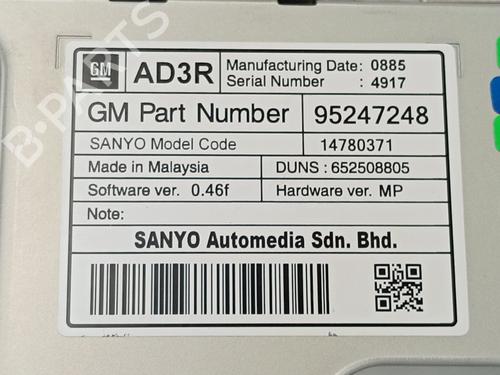 GM AD3R Manufacturing Date: 0885
Serial Number : 4917
GM Part Number 95247248
SANYO Model Code 14780371
Made in Malaysia DUNS : 652508805
Software ver. 0.46f Hardware ver. MP
Note:
SANYO Automedia Sdn. Bhd.
B-PARTS